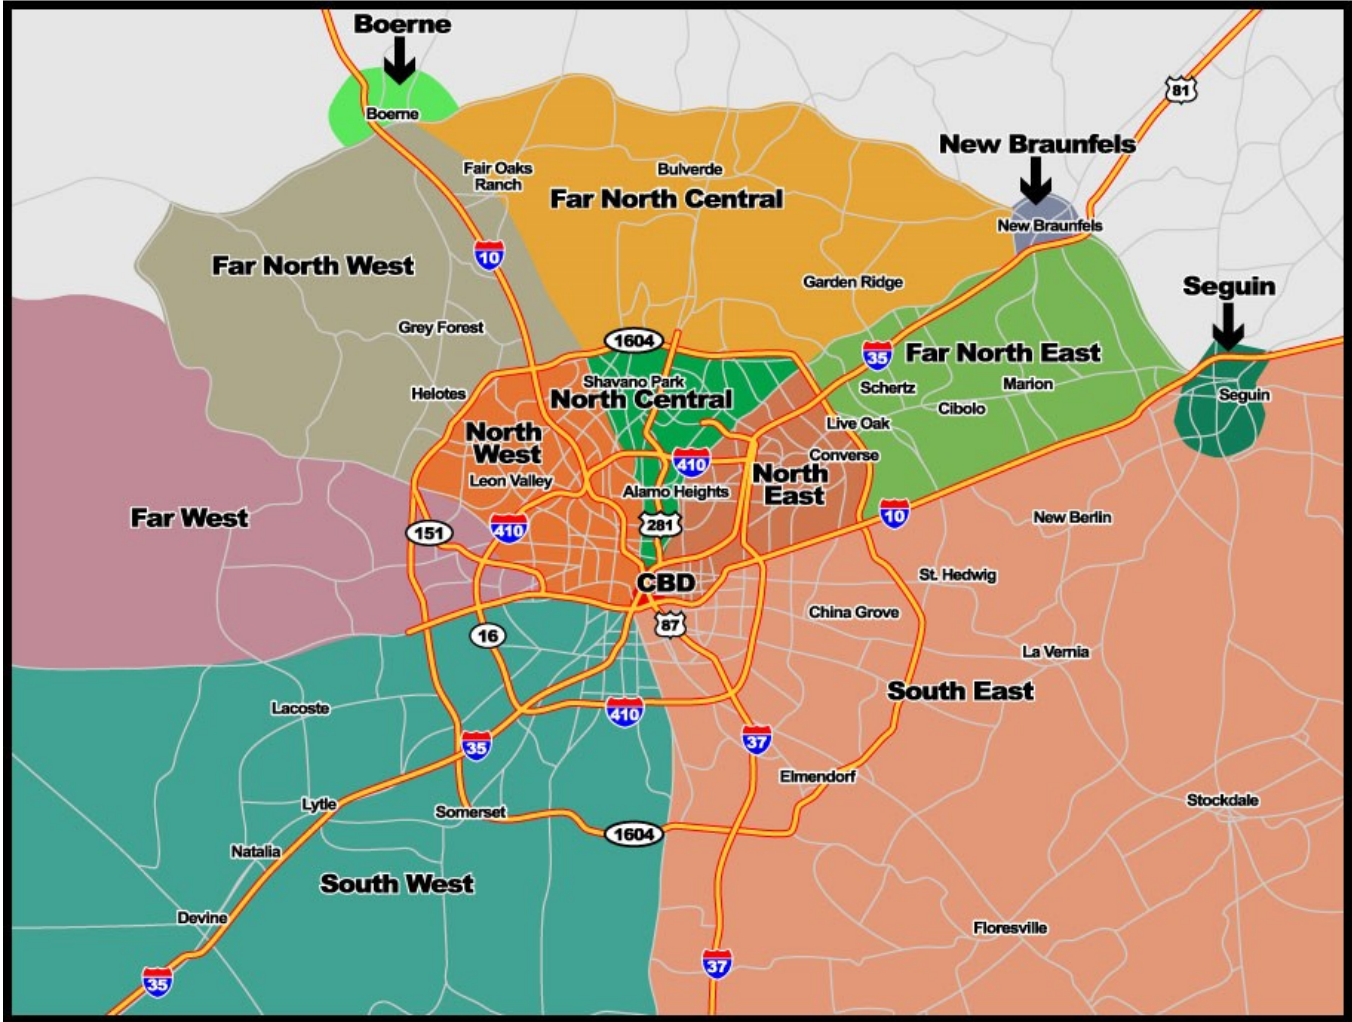 Boerne
Boerne
81
New Braunfels
New Braunfels
Fair Oaks
Ranch
Bulverde
Far North Central
Far North West
10
Garden Ridge
Seguin
Seguin
Grey Forest
1604
35
Far North East
Shavano Park
North Central
Helotes
Schertz
Marion
Cibolo
Live Oak
North
West
Leon Valley
410
Converse
North
East
Alamo Heights
Far West
151
410
281
10
New Berlin
CBD
St. Hedwig
China Grove
87
16
La Vernia
South East
Lacoste
410
35
37
Elmendorf
Lytle
Somerset
Stockdale
1604
Natalia
South West
Devine
Floresville
35
37